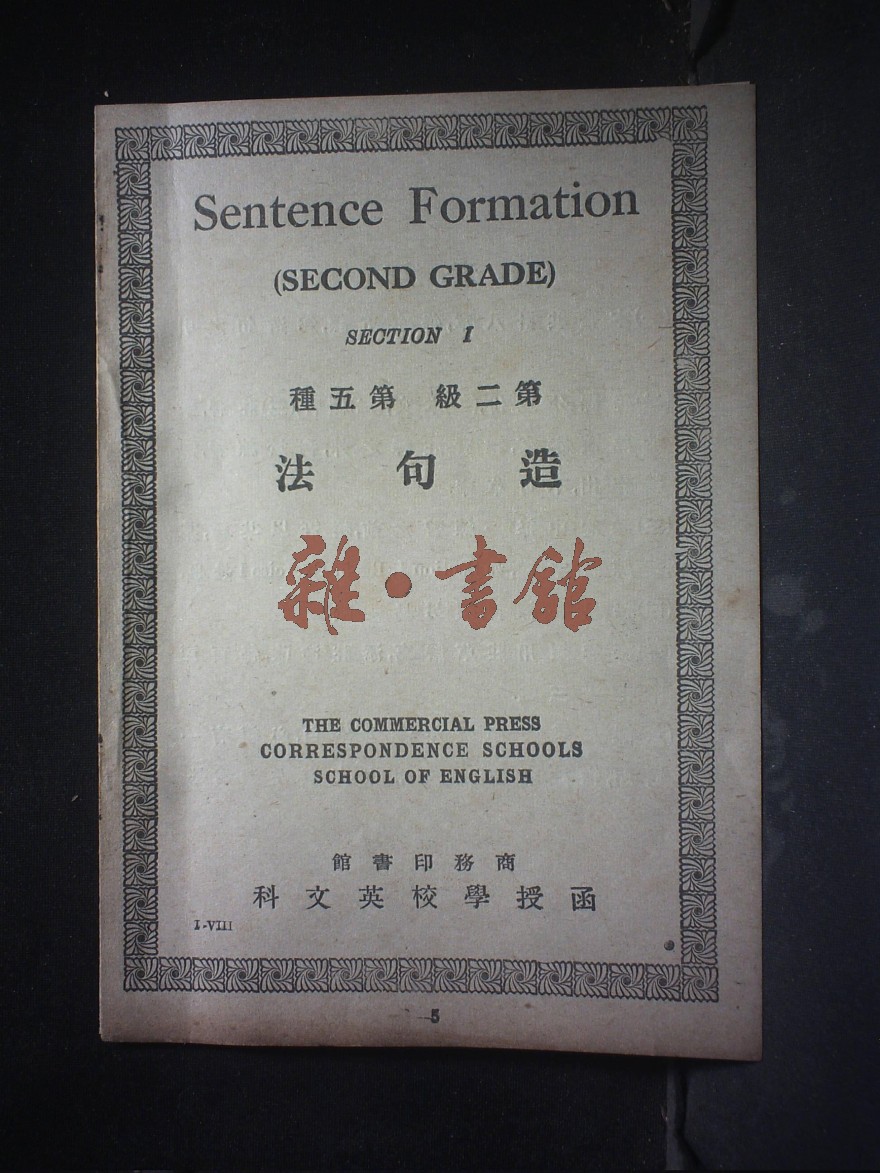 Sentence Formation
(SECOND GRADE)
SECTION I
第二級 第五種
造句法
雜·書館
THE COMMERCIAL PRESS
CORRESPONDENCE SCHOOLS
SCHOOL OF ENGLISH
商務印書館
函授學校英文科
I-VIII
5